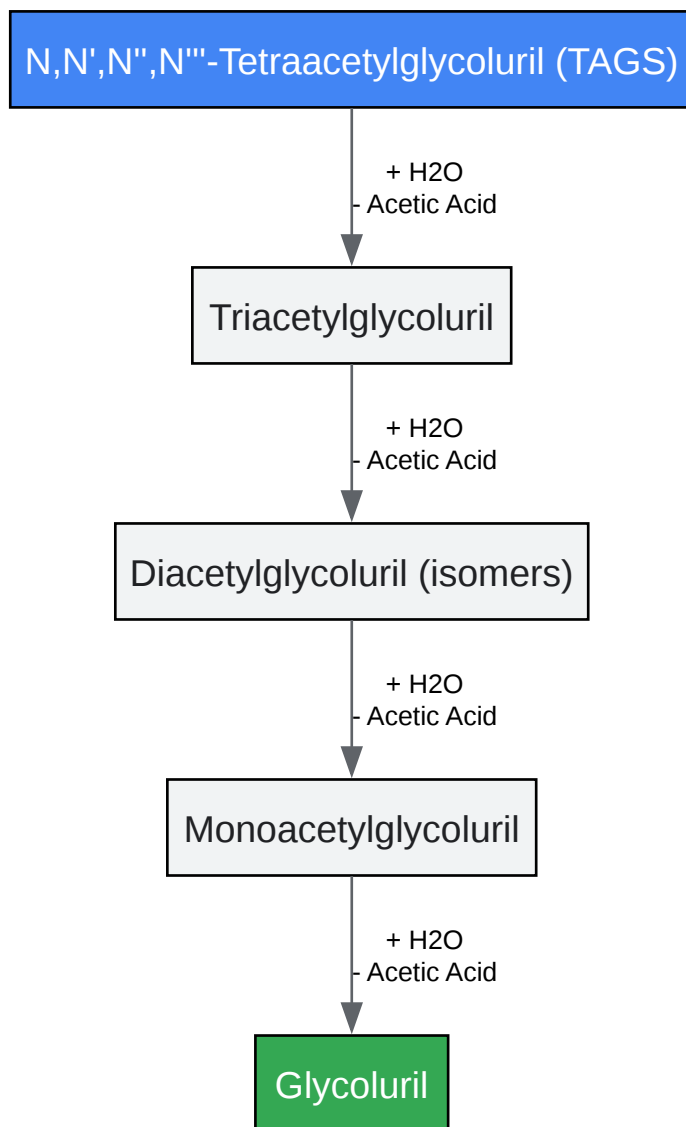 N,N',N'',N'''-Tetraacetylglycoluril (TAGS)
+ H2O
- Acetic Acid
Triacetylglycoluril
+ H2O
- Acetic Acid
Diacetylglycoluril (isomers)
+ H2O
- Acetic Acid
Monoacetylglycoluril
+ H2O
- Acetic Acid
Glycoluril